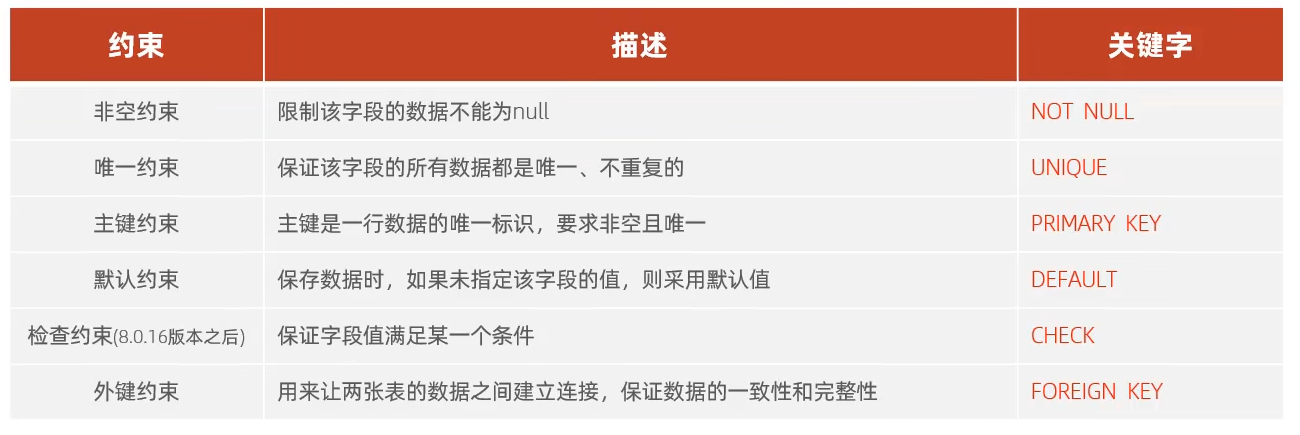 约束 描述 关键字
非空约束 限制该字段的数据不能为null NOT NULL
唯一约束 保证该字段的所有数据都是唯一、不重复的 UNIQUE
主键约束 主键是一行数据的唯一标识，要求非空且唯一 PRIMARY KEY
默认约束 保存数据时，如果未指定该字段的值，则采用默认值 DEFAULT
检查约束(8.0.16版本之后) 保证字段值满足某一个条件 CHECK
外键约束 用来让两张表的数据之间建立连接，保证数据的一致性和完整性 FOREIGN KEY